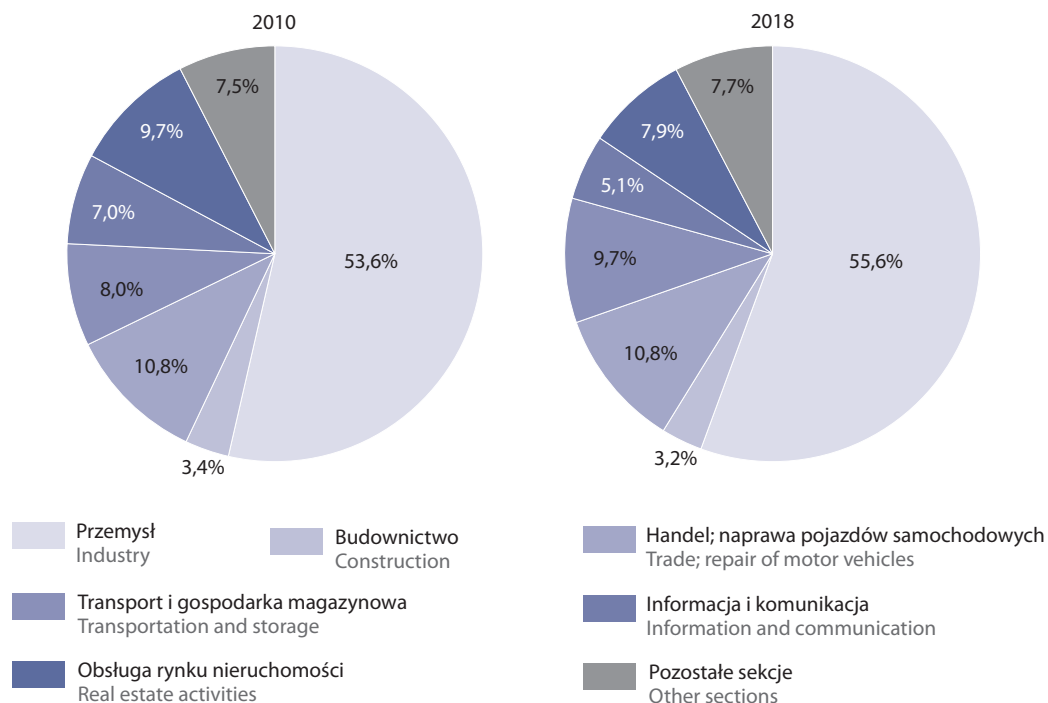 2010
2018
7,5%
9,7%
7,0%
8,0%
10,8%
3,4%
53,6%
7,7%
7,9%
5,1%
9,7%
10,8%
3,2%
55,6%
Przemysł
Industry
Budownictwo
Construction
Handel; naprawa pojazdów samochodowych
Trade; repair of motor vehicles
Transport i gospodarka magazynowa
Transportation and storage
Informacja i komunikacja
Information and communication
Obsługa rynku nieruchomości
Real estate activities
Pozostałe sekcje
Other sections